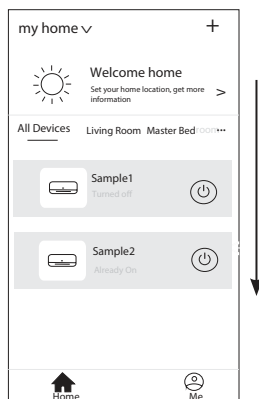 my home
+
Welcome home
Set your home location, get more
information
>
All Devices Living Room Master Bedroom ...
Sample1
Turned off
Sample2
Already On
Home Me